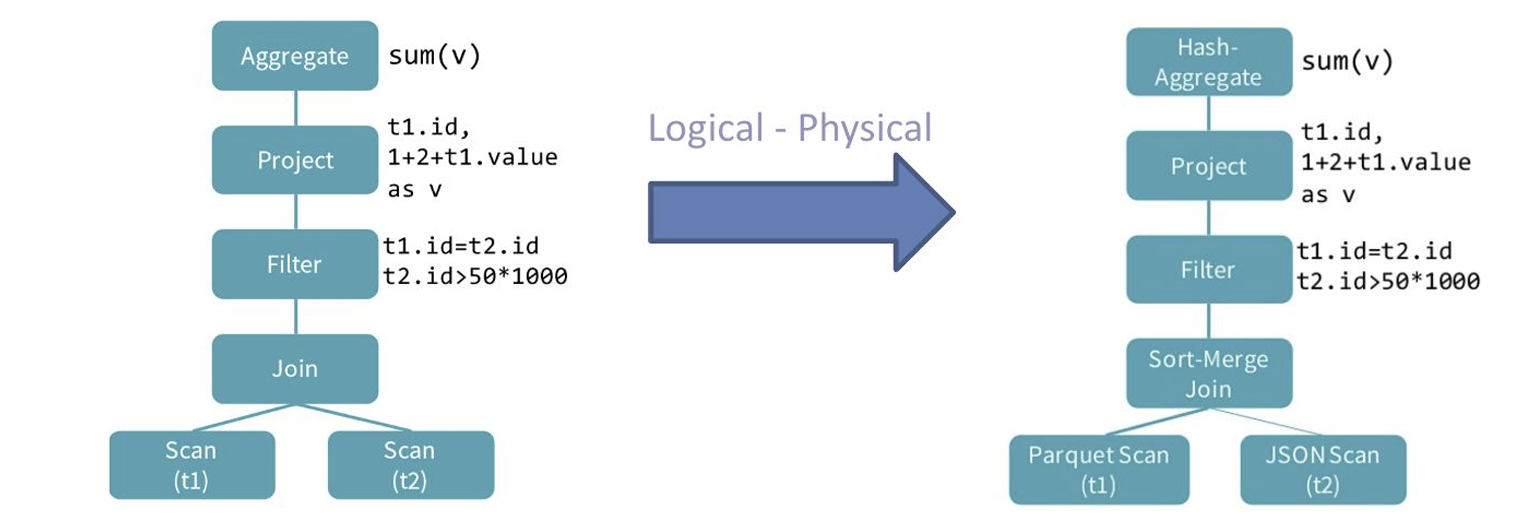 Aggregate
sum(v)
Project
t1.id,
1+2+t1.value
as v
Filter
t1.id=t2.id
t2.id>50*1000
Join
Scan
(t1)
Scan
(t2)
Logical - Physical
Hash-
Aggregate
sum(v)
Project
t1.id,
1+2+t1.value
as v
Filter
t1.id=t2.id
t2.id>50*1000
Sort-Merge
Join
Parquet Scan
(t1)
JSON Scan
(t2)